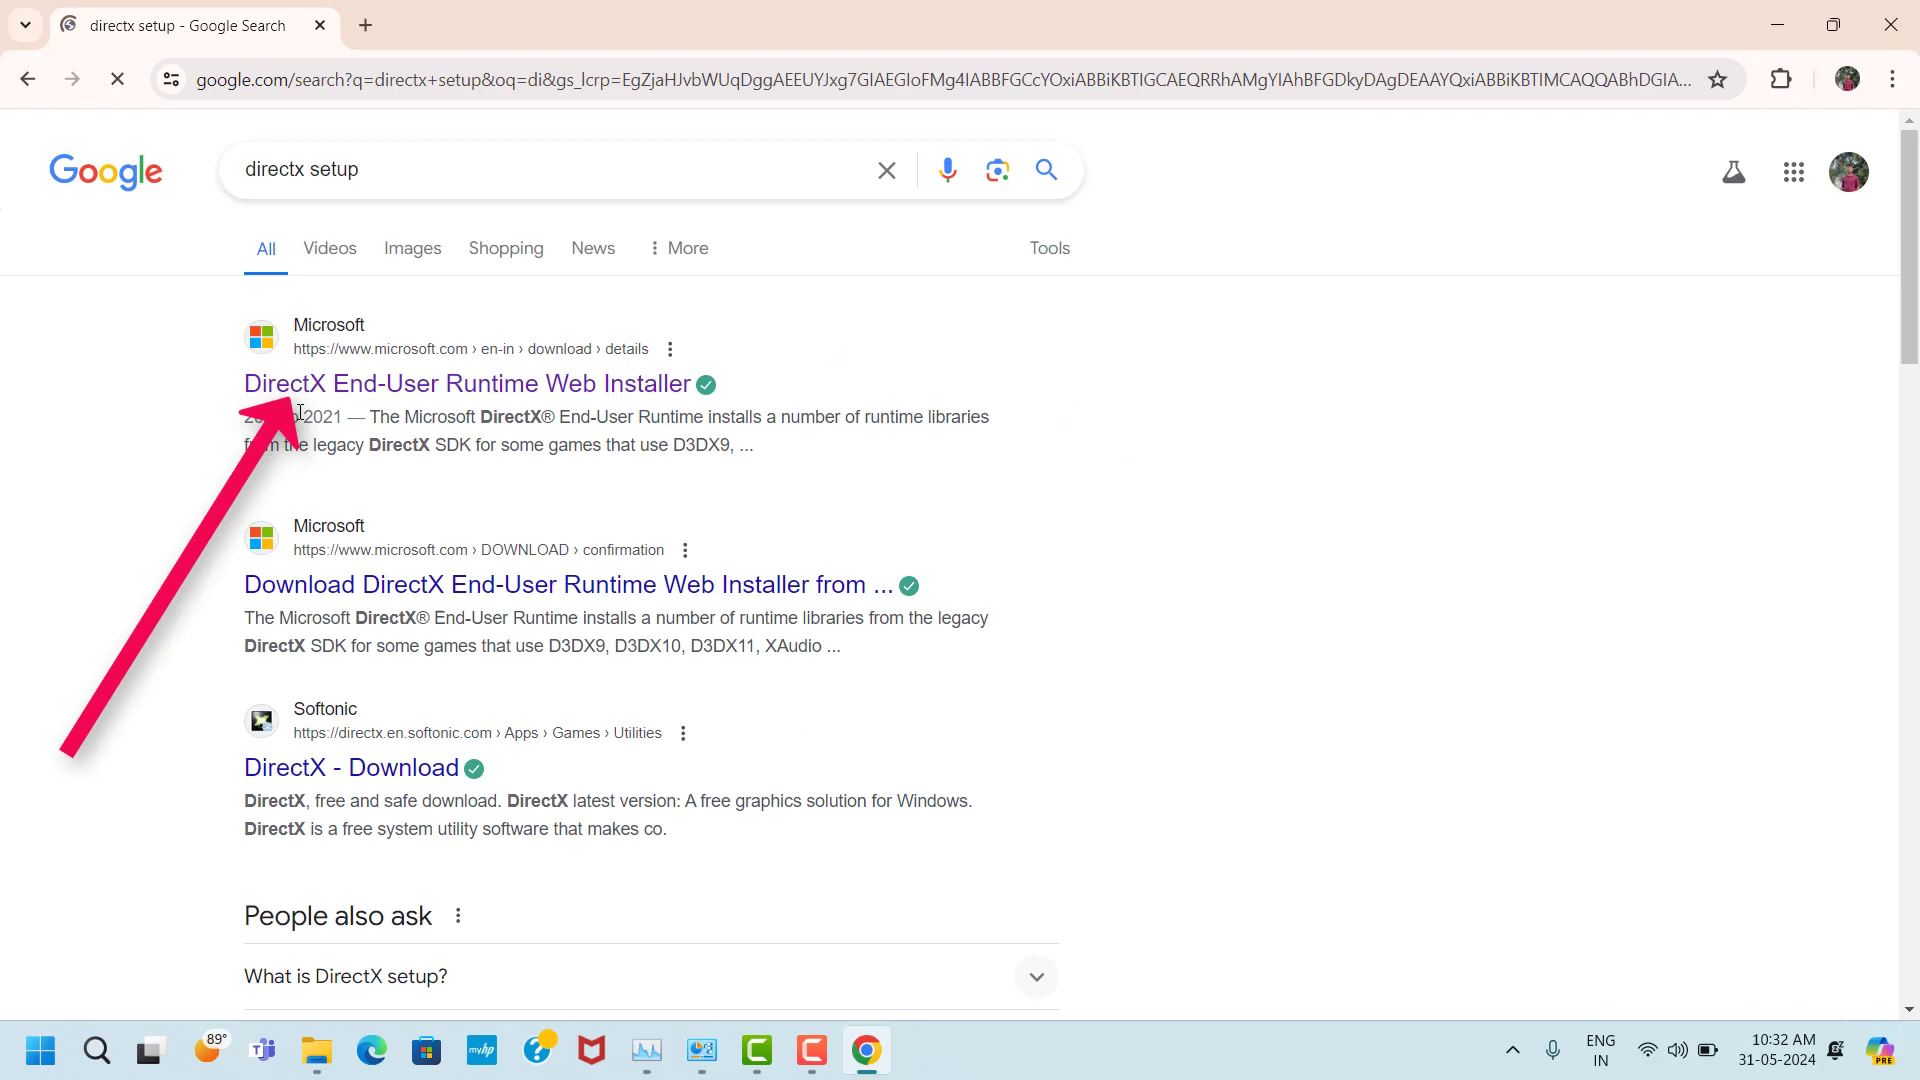 directx setup - Google Search
google.com/search?q=directx+setup&oq=di&gs_lcrp=EgZjaHJvbWUqDggAEEUYJxg7GIAEGIoFMg4IABBFGCcYOxiABBiKBTIGCAEQRRhAMgYIAhBFGDkyDAgDEAAYQxiABBiKBTIMCAQQABhDGIA...
Google
directx setup
All Videos Images Shopping News More Tools
Microsoft
https://www.microsoft.com › en-in › download › details
DirectX End-User Runtime Web Installer
2021 — The Microsoft DirectX® End-User Runtime installs a number of runtime libraries
from the legacy DirectX SDK for some games that use D3DX9, ...
Microsoft
https://www.microsoft.com › DOWNLOAD › confirmation
Download DirectX End-User Runtime Web Installer from ...
The Microsoft DirectX® End-User Runtime installs a number of runtime libraries from the legacy
DirectX SDK for some games that use D3DX9, D3DX10, D3DX11, XAudio ...
Softonic
https://directx.en.softonic.com › Apps › Games › Utilities
DirectX - Download
DirectX, free and safe download. DirectX latest version: A free graphics solution for Windows.
DirectX is a free system utility software that makes co.
People also ask
What is DirectX setup?
89°
myhp
ENG
IN
10:32 AM
31-05-2024
PRE